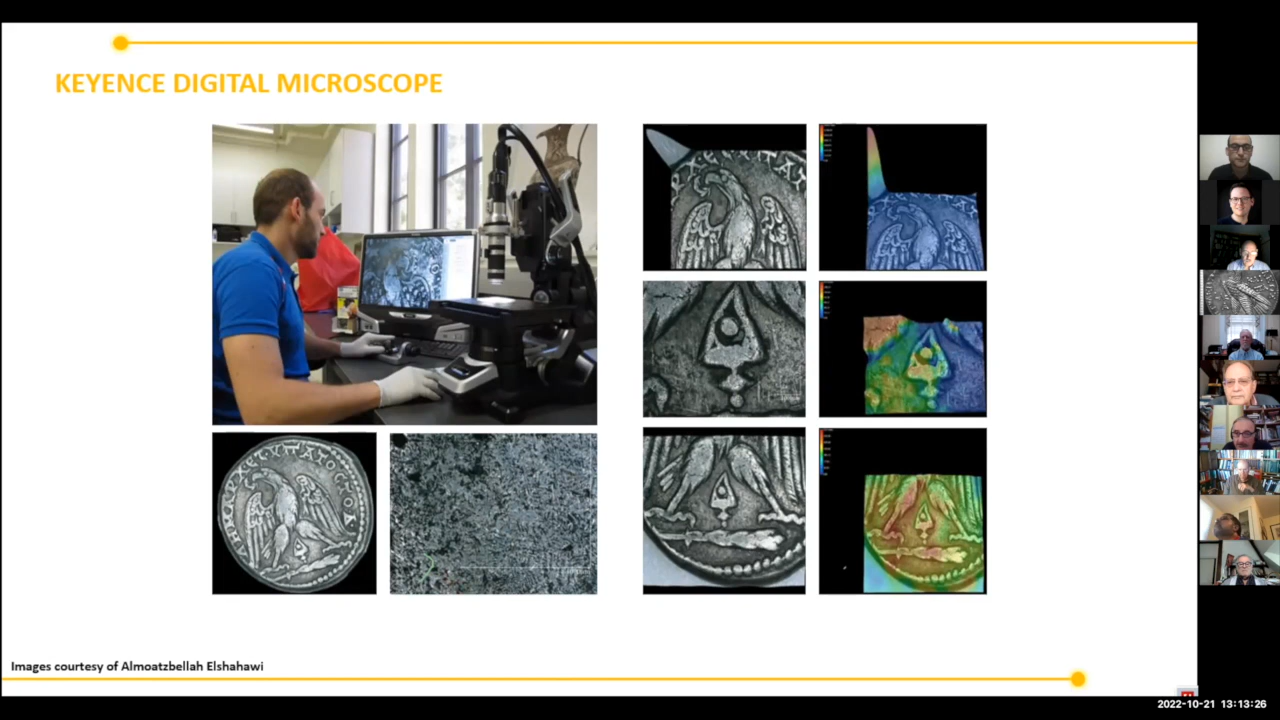 KEYENCE DIGITAL MICROSCOPE
Images courtesy of Almoatzbellah Elshahawi
2022-10-21 13:13:26